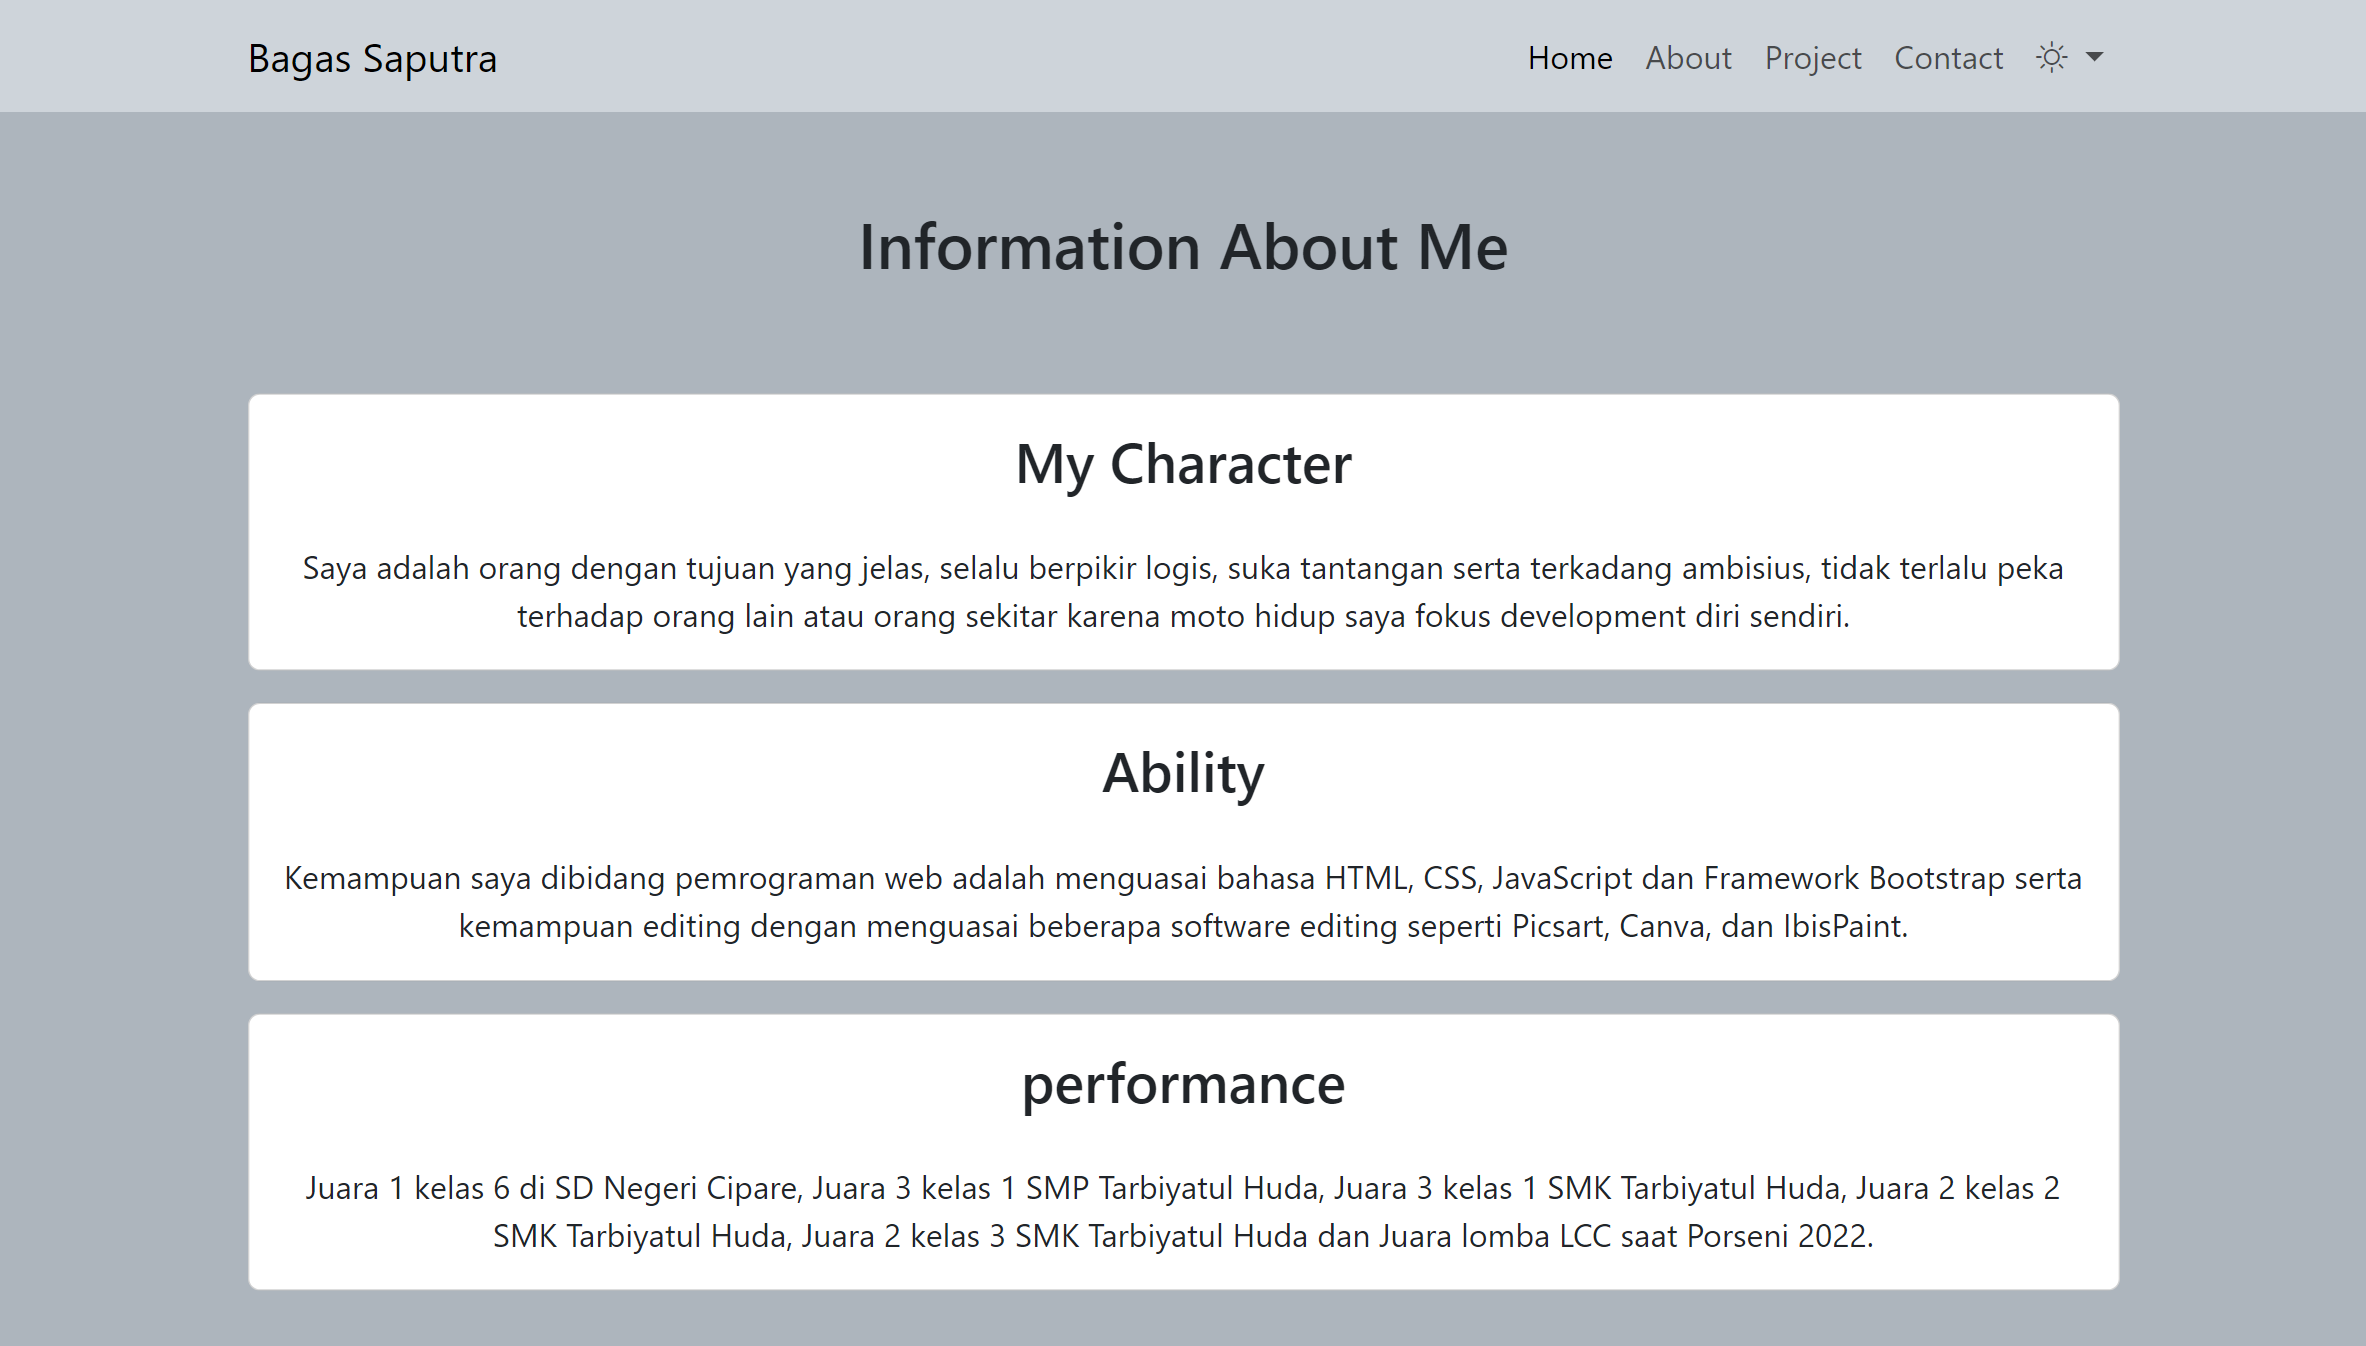 Bagas Saputra
Home About Project Contact
Information About Me
My Character
Saya adalah orang dengan tujuan yang jelas, selalu berpikir logis, suka tantangan serta terkadang ambisius, tidak terlalu peka
terhadap orang lain atau orang sekitar karena moto hidup saya fokus development diri sendiri.
Ability
Kemampuan saya dibidang pemrograman web adalah menguasai bahasa HTML, CSS, JavaScript dan Framework Bootstrap serta
kemampuan editing dengan menguasai beberapa software editing seperti Picsart, Canva, dan IbisPaint.
performance
Juara 1 kelas 6 di SD Negeri Cipare, Juara 3 kelas 1 SMP Tarbiyatul Huda, Juara 3 kelas 1 SMK Tarbiyatul Huda, Juara 2 kelas 2
SMK Tarbiyatul Huda, Juara 2 kelas 3 SMK Tarbiyatul Huda dan Juara lomba LCC saat Porseni 2022.